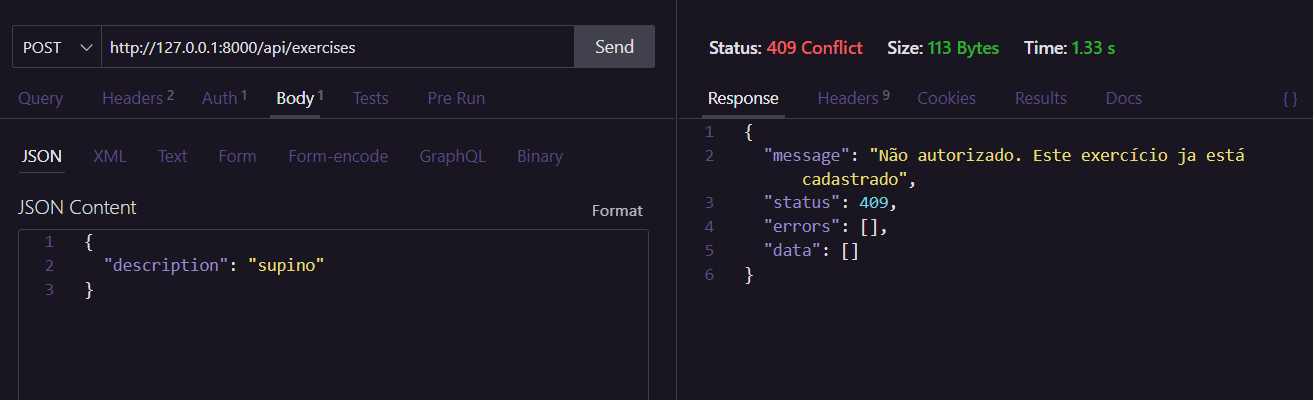 POST http://127.0.0.1:8000/api/exercises Send
Query Headers 2 Auth 1 Body 1 Tests Pre Run
JSON XML Text Form Form-encode GraphQL Binary
JSON Content Format
1 {
2 "description": "supino"
3 }
Status: 409 Conflict Size: 113 Bytes Time: 1.33 s
Response Headers 9 Cookies Results Docs { }
1 {
2 "message": "Não autorizado. Este exercício ja está
cadastrado",
3 "status": 409,
4 "errors": [],
5 "data": []
6 }